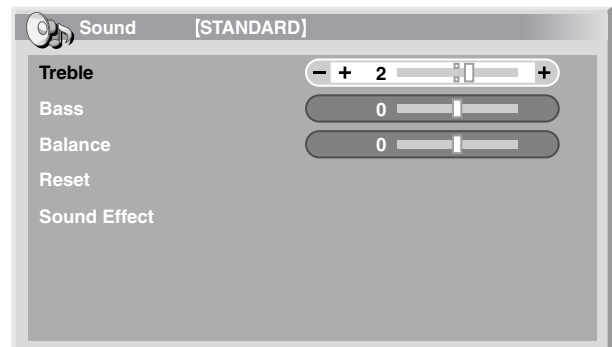 Sound [STANDARD]
Treble − + 2 +
Bass 0
Balance 0
Reset
Sound Effect